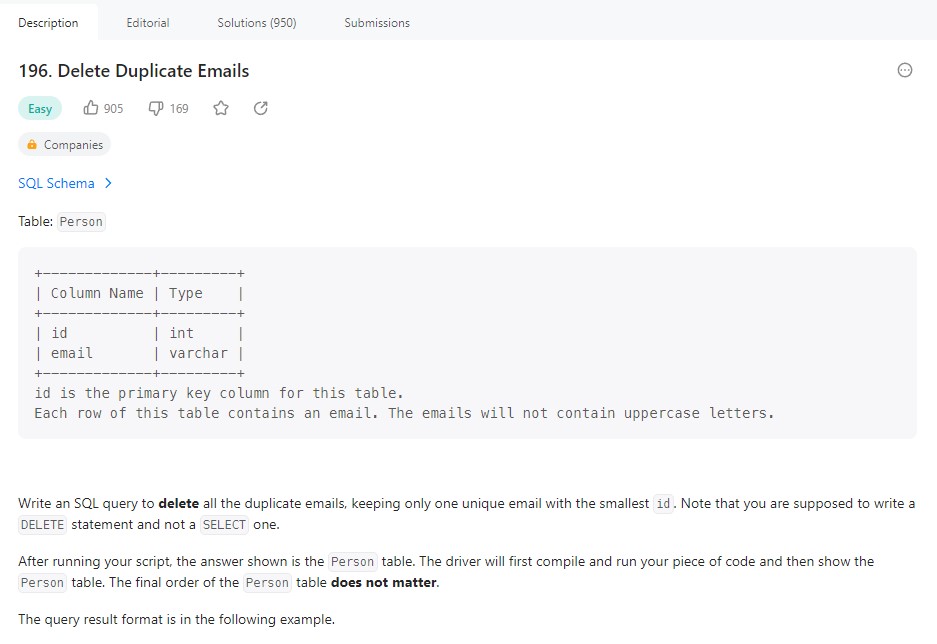 Description Editorial Solutions (950) Submissions
196. Delete Duplicate Emails
Easy 905 169
Companies
SQL Schema
Table: Person
+-------------+---------+
| Column Name | Type    |
+-------------+---------+
| id          | int     |
| email       | varchar |
+-------------+---------+
id is the primary key column for this table.
Each row of this table contains an email. The emails will not contain uppercase letters.
Write an SQL query to delete all the duplicate emails, keeping only one unique email with the smallest id. Note that you are supposed to write a
DELETE statement and not a SELECT one.
After running your script, the answer shown is the Person table. The driver will first compile and run your piece of code and then show the
Person table. The final order of the Person table does not matter.
The query result format is in the following example.